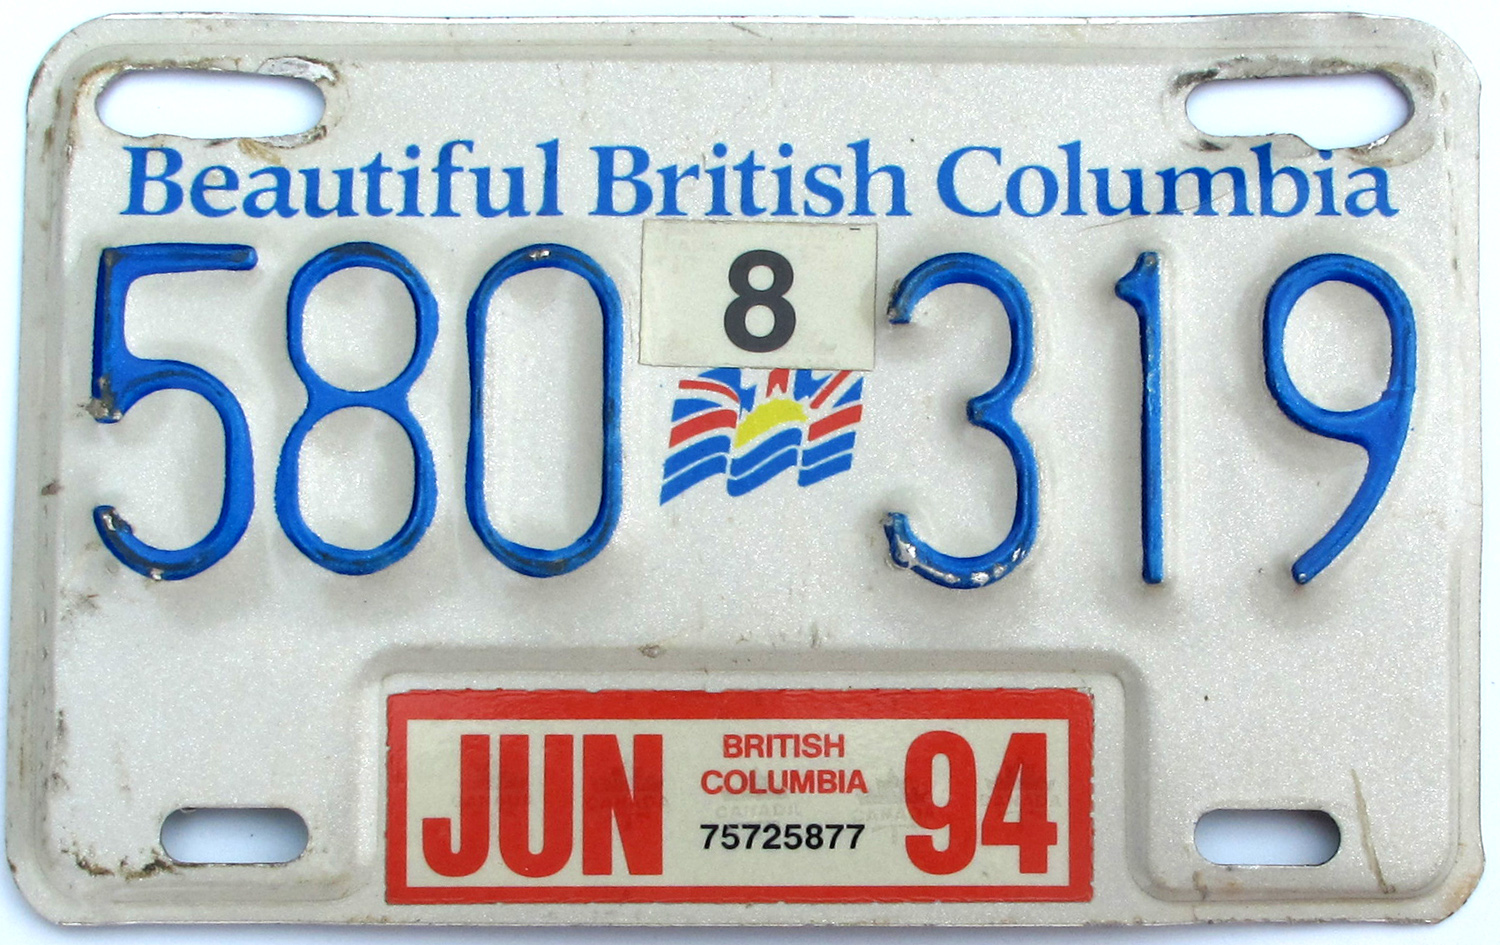 Beautiful British Columbia
580 8 319
JUN BRITISH COLUMBIA 94
75725877